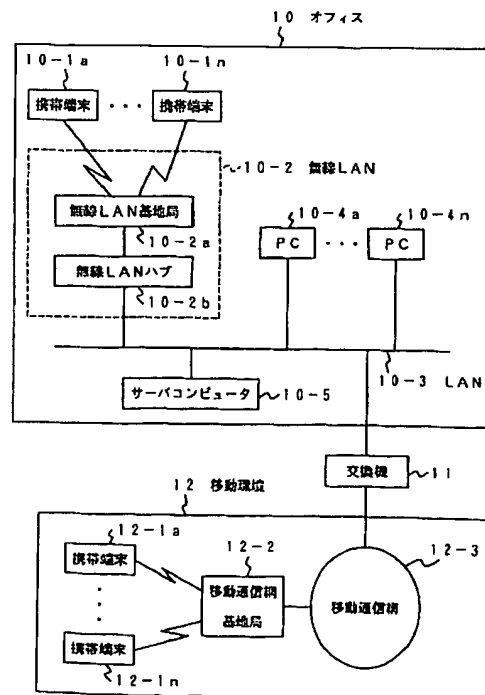 10 オフィス
10-1a
10-1n
携帯端末 ・・・ 携帯端末
10-2 無線LAN
無線LAN基地局
10-2a
無線LANハブ
10-2b
10-4a
10-4n
PC ・・・ PC
10-3 LAN
サーバコンピュータ
10-5
交換機
11
12 移動環境
12-1a
携帯端末
・
・
・
携帯端末
12-1n
12-2
移動通信網
基地局
12-3
移動通信網